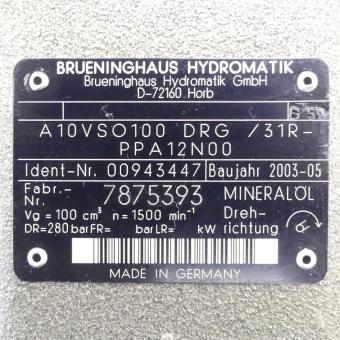 BRUENINGHAUS HYDROMATIK
Brueninghaus Hydromatik GmbH
D-72160 Horb
A10VSO100 DRG /31R-
PPA12N00
Ident-Nr. 00943447 Baujahr 2003-05
Fabr.-Nr. 7875393 MINERALÖL
Vg = 100 cm³ n = 1500 min⁻¹ Dreh-
DR=280 bar FR= bar LR= kW richtung
MADE IN GERMANY